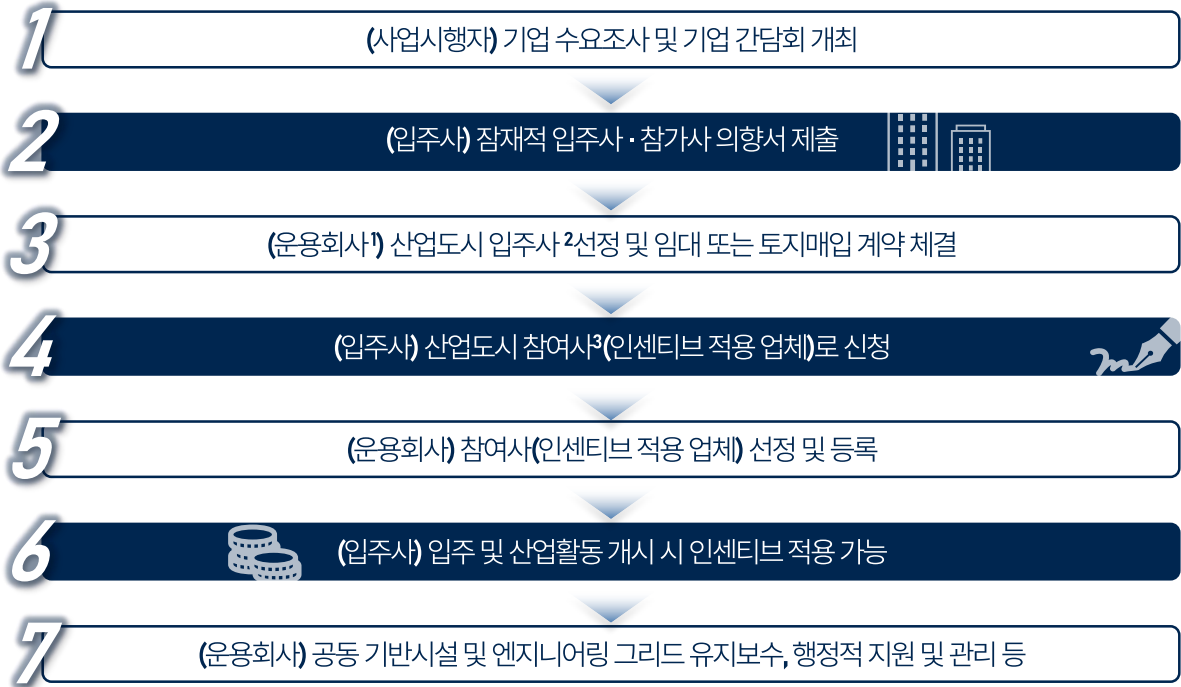 1
(사업시행자) 기업 수요조사 및 기업 간담회 개최
2
(입주사) 잠재적 입주사 · 참가사 의향서 제출
3
(운용회사¹) 산업도시 입주사 ²선정 및 임대 또는 토지매입 계약 체결
4
(입주사) 산업도시 참여사³(인센티브 적용 업체)로 신청
5
(운용회사) 참여사(인센티브 적용 업체) 선정 및 등록
6
(입주사) 입주 및 산업활동 개시 시 인센티브 적용 가능
7
(운용회사) 공동 기반시설 및 엔지니어링 그리드 유지보수, 행정적 지원 및 관리 등